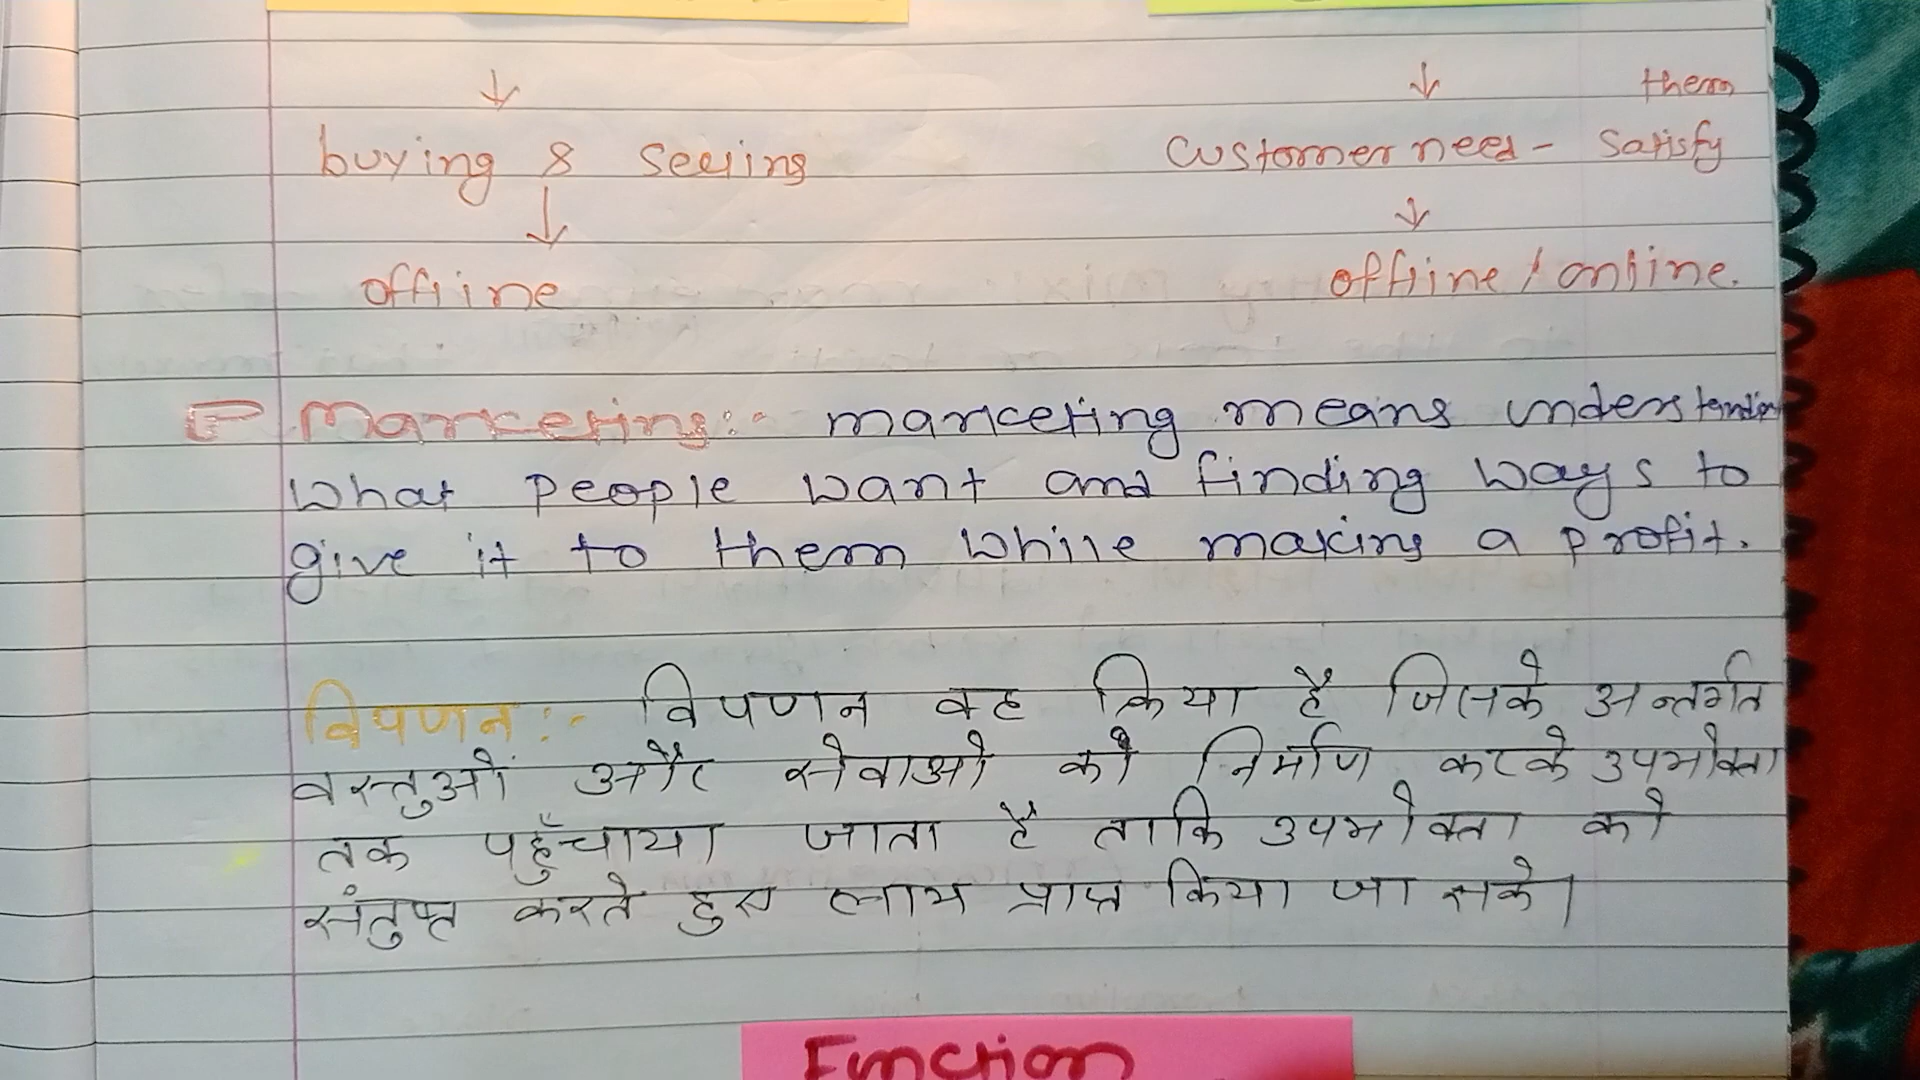 ↓ ↓ them
buying & Selling Customer need - Satisfy
↓ ↓
offline offline / online.
Marketing:- marketing means understanding
what people want and finding ways to
give it to them while making a profit.
विपणन :- विपणन वह क्रिया है जिसके अन्तर्गत
वस्तुओं और सेवाओ को निर्माण करके उपभोक्ता
तक पहुँचाया जाता है ताकि उपभोक्ता को
संतुष्ट करते हुए लाभ प्राप्त किया जा सके।
Function